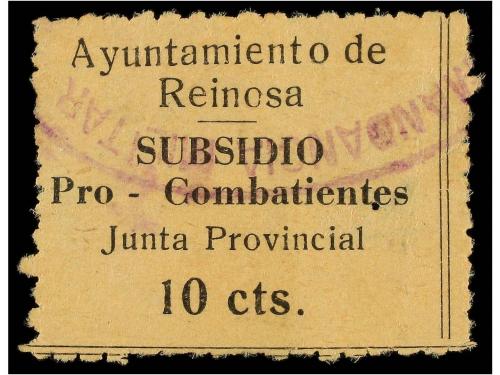 Ayuntamiento de
Reinosa
SUBSIDIO
Pro - Combatientes
Junta Provincial
10 cts.